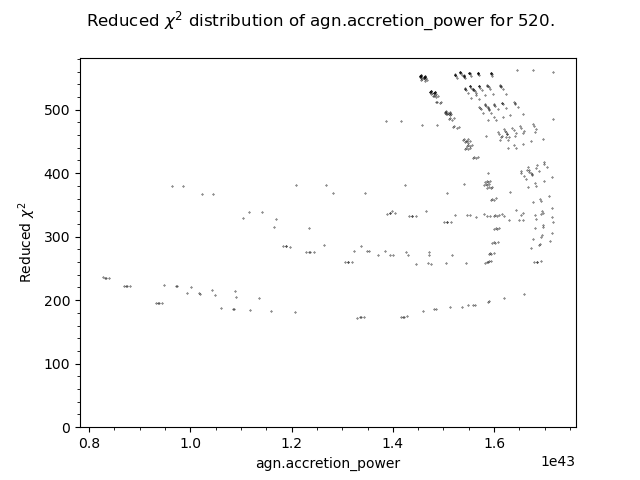 Reduced χ² distribution of agn.accretion_power for 520.
Reduced χ²
500
400
300
200
100
0
0.8 1.0 1.2 1.4 1.6
1e43
agn.accretion_power